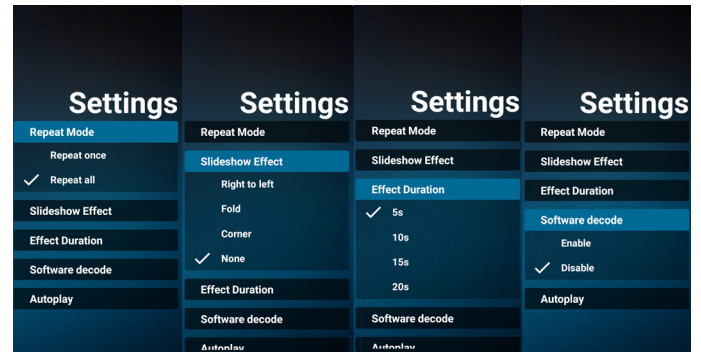 Settings
Repeat Mode
Repeat once
Repeat all
Slideshow Effect
Effect Duration
Software decode
Autoplay
Settings
Repeat Mode
Slideshow Effect
Right to left
Fold
Corner
None
Effect Duration
Software decode
Autoplay
Settings
Repeat Mode
Slideshow Effect
Effect Duration
5s
10s
15s
20s
Software decode
Autoplay
Settings
Repeat Mode
Slideshow Effect
Effect Duration
Software decode
Enable
Disable
Autoplay